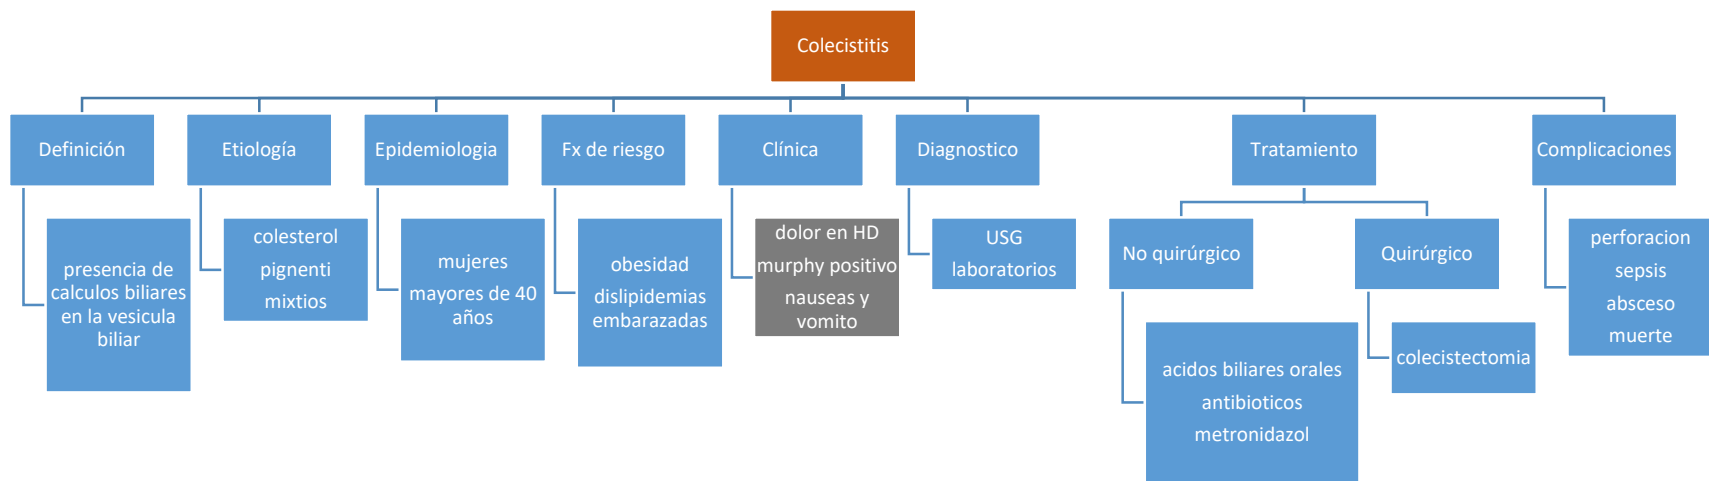 Colecistitis
Definición
presencia de
calculos biliares
en la vesicula
biliar
Etiología
colesterol
pignenti
mixtios
Epidemiologia
mujeres
mayores de 40
años
Fx de riesgo
obesidad
dislipidemias
embarazadas
Clínica
dolor en HD
murphy positivo
nauseas y
vomito
Diagnostico
USG
laboratorios
Tratamiento
No quirúrgico
acidos biliares orales
antibioticos
metronidazol
Quirúrgico
colecistectomia
Complicaciones
perforacion
sepsis
absceso
muerte